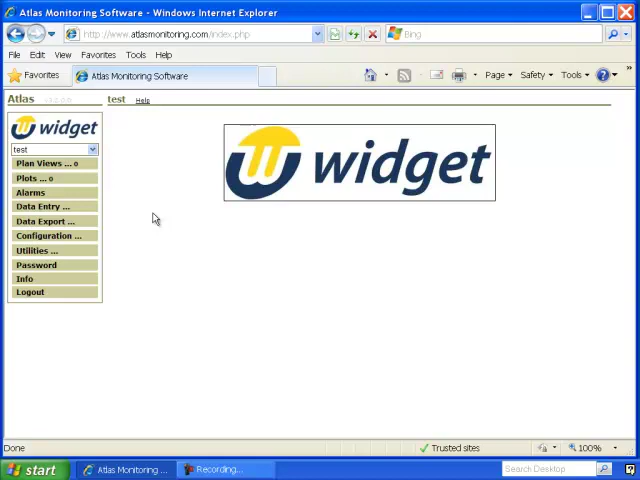 Atlas Monitoring Software - Windows Internet Explorer
http://www.atlasmonitoring.com/index.php
Bing
File Edit View Favorites Tools Help
Favorites Atlas Monitoring Software Page Safety Tools »
Atlas
test Help
widget
widget
test
Plan Views ... 0
Plots ... 0
Alarms
Data Entry ...
Data Export ...
Configuration ...
Utilities ...
Password
Info
Logout
Done Trusted sites 100%
start Atlas Monitoring ... Recording... Search Desktop